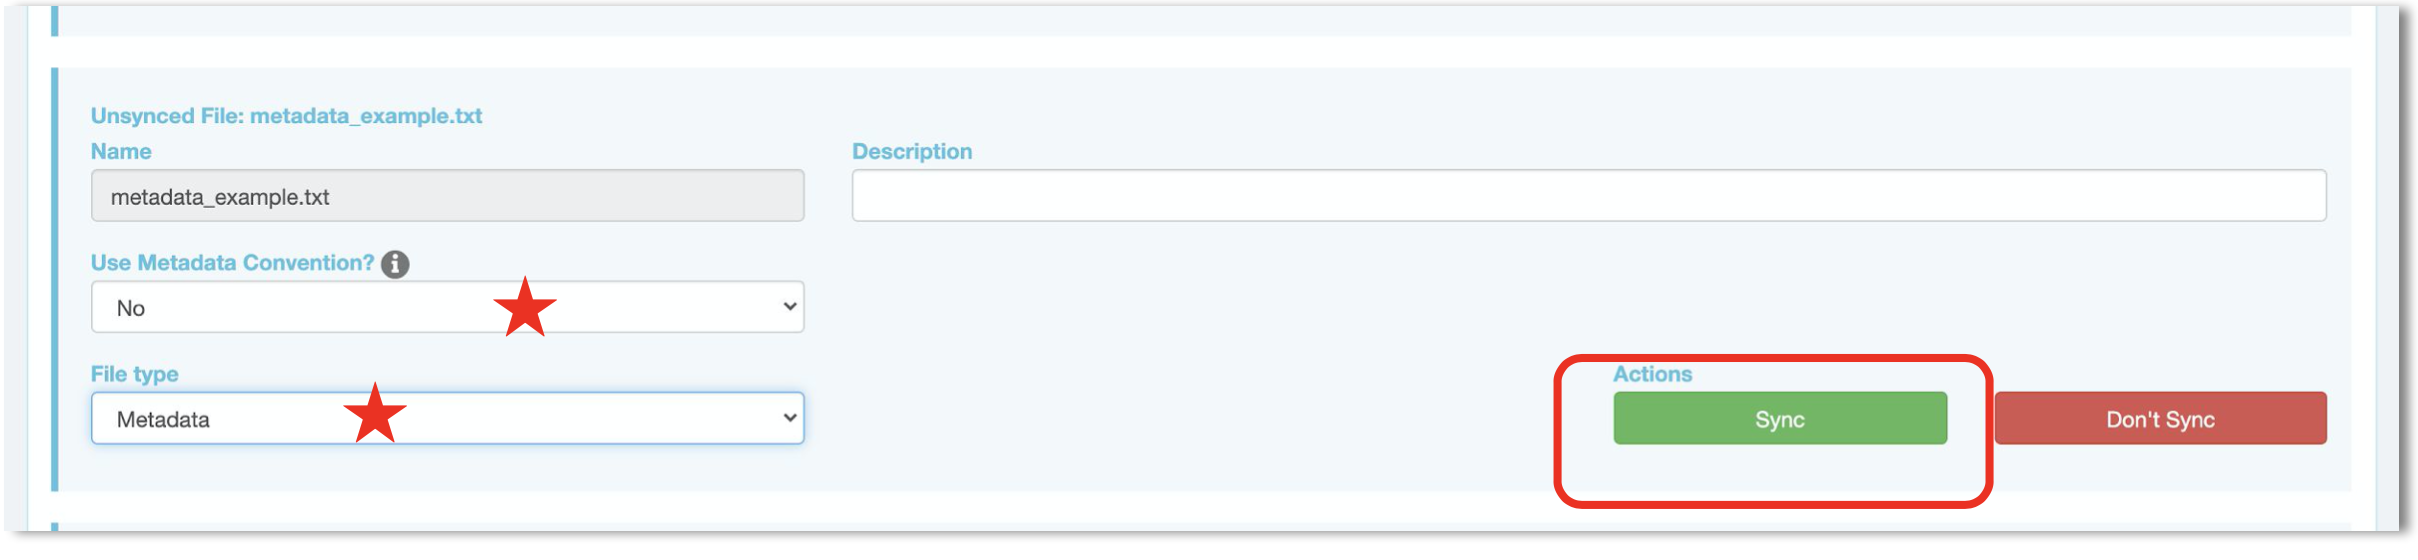 Unsynced File: metadata_example.txt
Name
Description
metadata_example.txt
Use Metadata Convention?
No
File type
Metadata
Actions
Sync
Don't Sync